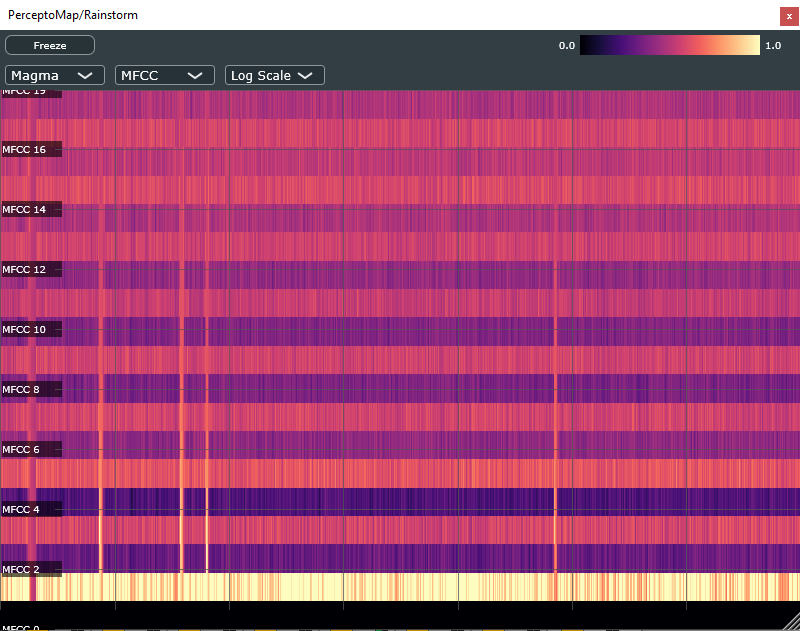 PerceptoMap/Rainstorm
x
Freeze
0.0
1.0
Magma
MFCC
Log Scale
MFCC 19
MFCC 16
MFCC 14
MFCC 12
MFCC 10
MFCC 8
MFCC 6
MFCC 4
MFCC 2
MFCC 0